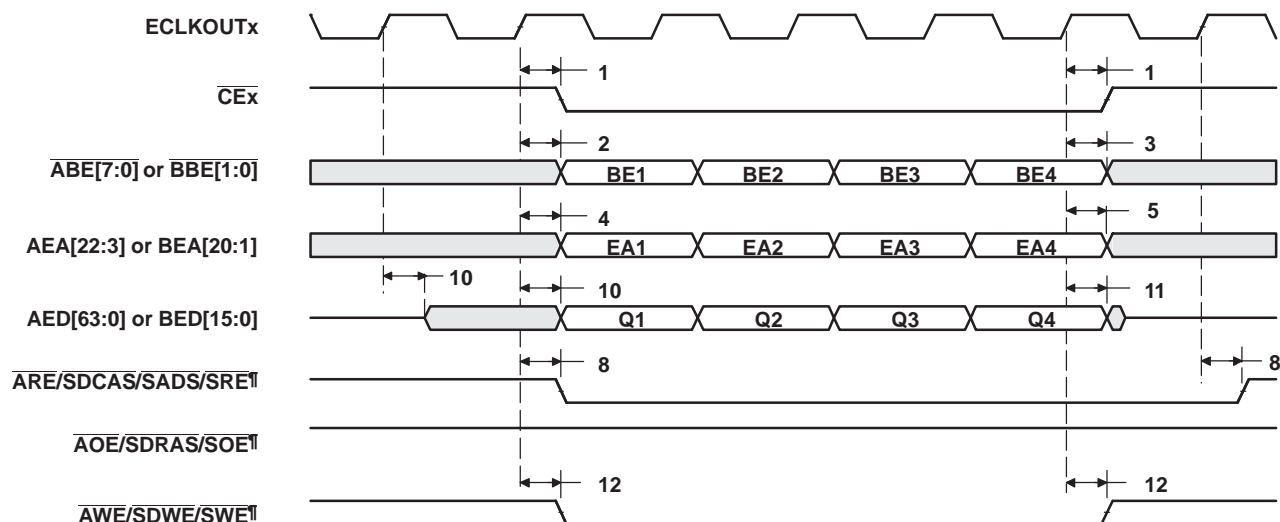 ECLKOUTx
1 1
CEx
2 3
ABE[7:0] or BBE[1:0]
BE1 BE2 BE3 BE4
4 5
AEA[22:3] or BEA[20:1]
EA1 EA2 EA3 EA4
10 10 11
AED[63:0] or BED[15:0]
Q1 Q2 Q3 Q4
8 8
ARE/SDCAS/SADS/SRE¶
AOE/SDRAS/SOE¶
12 12
AWE/SDWE/SWE¶